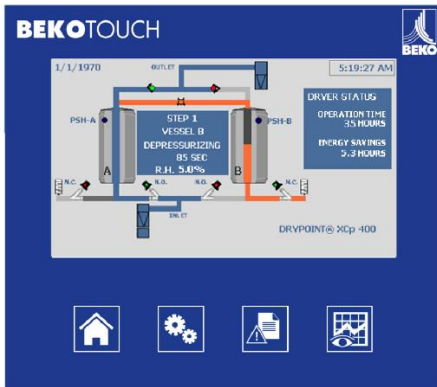 BEKOTOUCH
BEKO
1/1/1970
OUTLET
5:19:27 AM
DRYER STATUS
OPERATION TIME
35 HOURS
ENERGY SAVINGS
5.3 HOURS
PSH-A
PSH-B
STEP 1
VESSEL B
DEPRESSURIZING
85 SEC
R.H. 5.0%
A
B
N.C.
N.O.
N.O.
N.C.
INLET
DRYPOINT® XCp 400